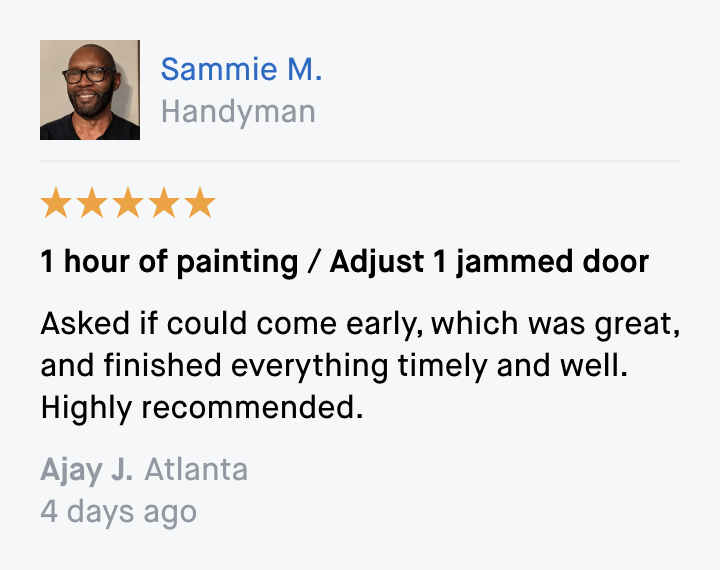 Sammie M.
Handyman
1 hour of painting / Adjust 1 jammed door
Asked if could come early, which was great,
and finished everything timely and well.
Highly recommended.
Ajay J. Atlanta
4 days ago